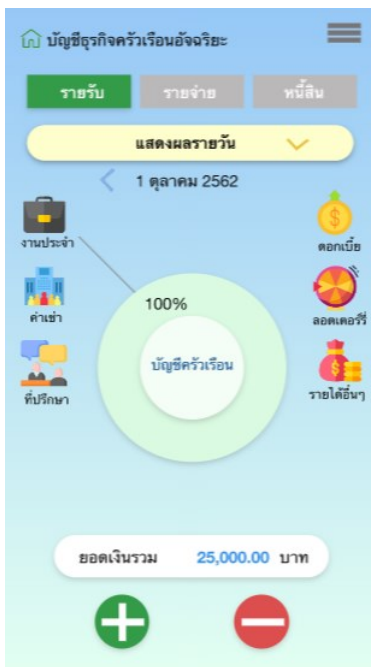 บัญชีธุรกิจครัวเรือนอัจฉริยะ
รายรับ รายจ่าย หนี้สิน
แสดงผลรายวัน
1 ตุลาคม 2562
งานประจำ ดอกเบี้ย
ค่าเช่า 100% ลอตเตอร์รี่
บัญชีครัวเรือน
ที่ปรึกษา รายได้อื่นๆ
ยอดเงินรวม 25,000.00 บาท